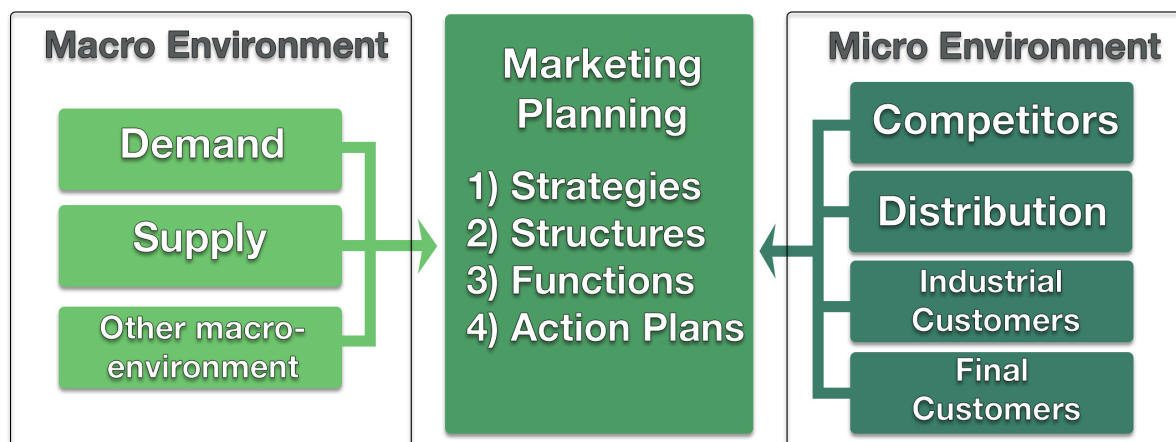 Macro Environment
Demand
Supply
Other macro-
environment
Marketing
Planning
1) Strategies
2) Structures
3) Functions
4) Action Plans
Micro Environment
Competitors
Distribution
Industrial
Customers
Final
Customers